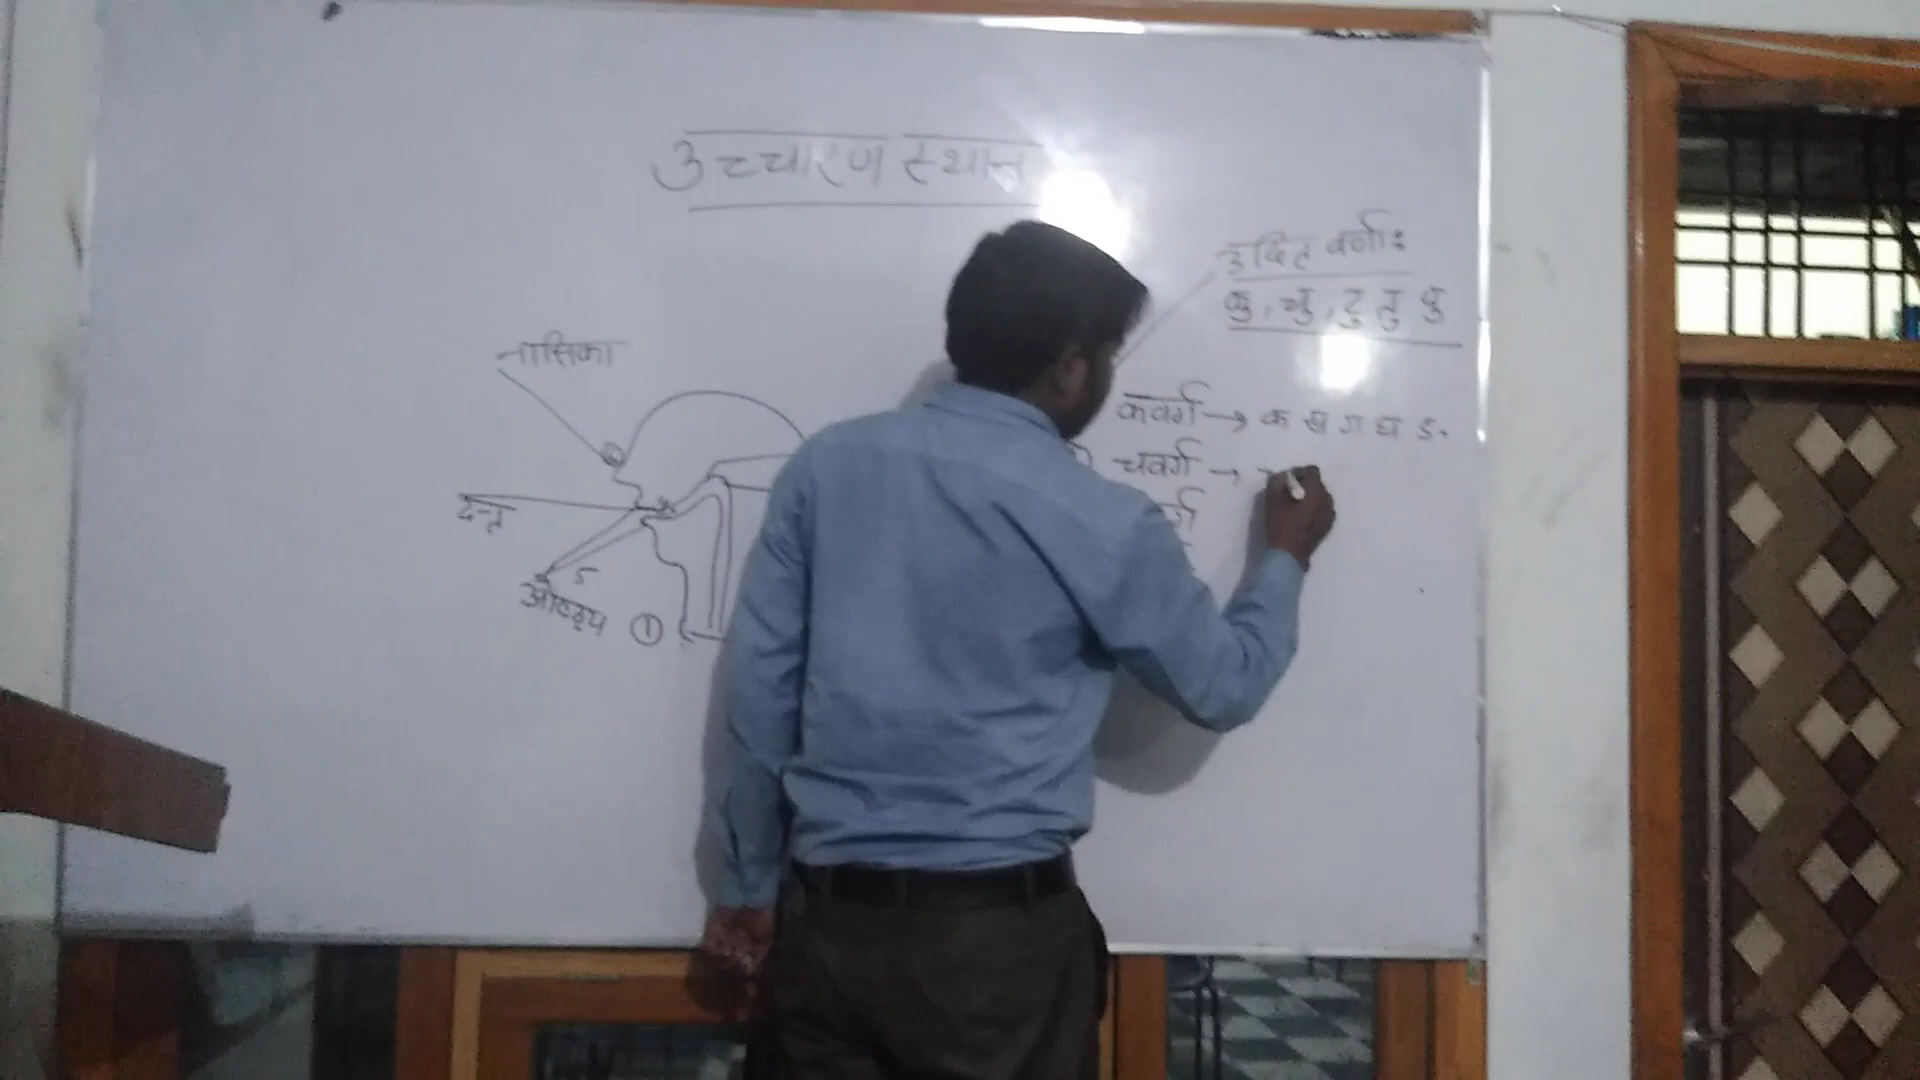 उच्चारण स्थान
उदित वर्णाः
कु, चु, टु तु पु
नासिका
कवर्ग → क ख ग घ ङ
चवर्ग →
दन्त
ओष्ठ्य ①